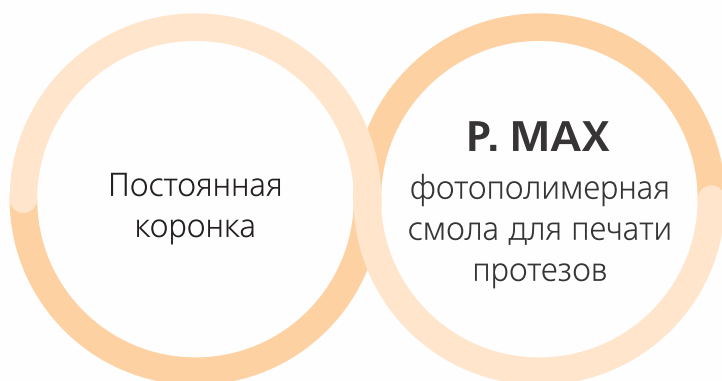 Постоянная
коронка
P. MAX
фотополимерная
смола для печати
протезов